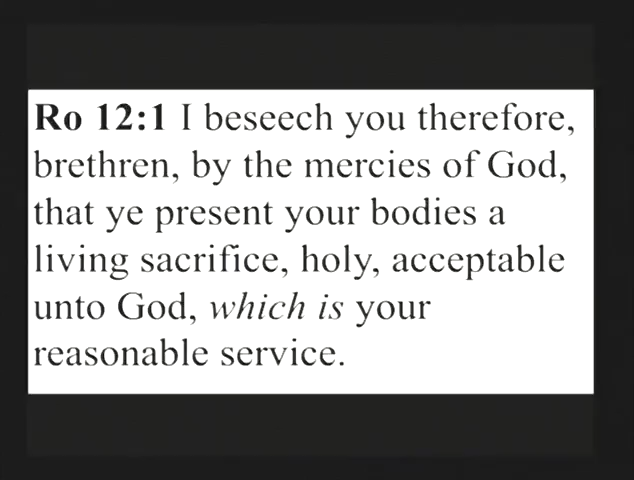 Ro 12:1 I beseech you therefore,
brethren, by the mercies of God,
that ye present your bodies a
living sacrifice, holy, acceptable
unto God, which is your
reasonable service.